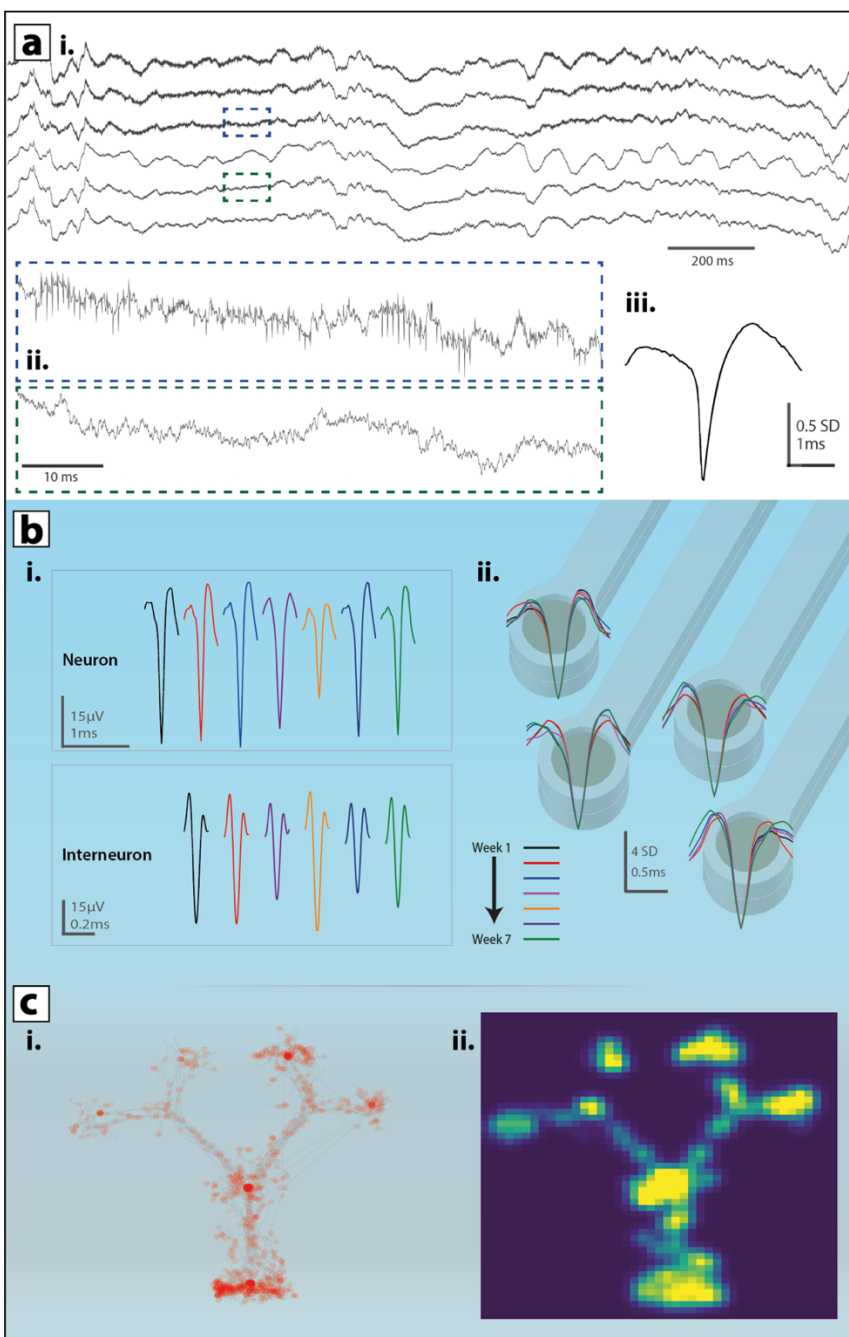 a
i.
200 ms
ii.
10 ms
iii.
0.5 SD
1ms
b
i.
Neuron
15μV
1ms
Interneuron
15μV
0.2ms
ii.
Week 1
Week 7
4 SD
0.5ms
c
i.
ii.